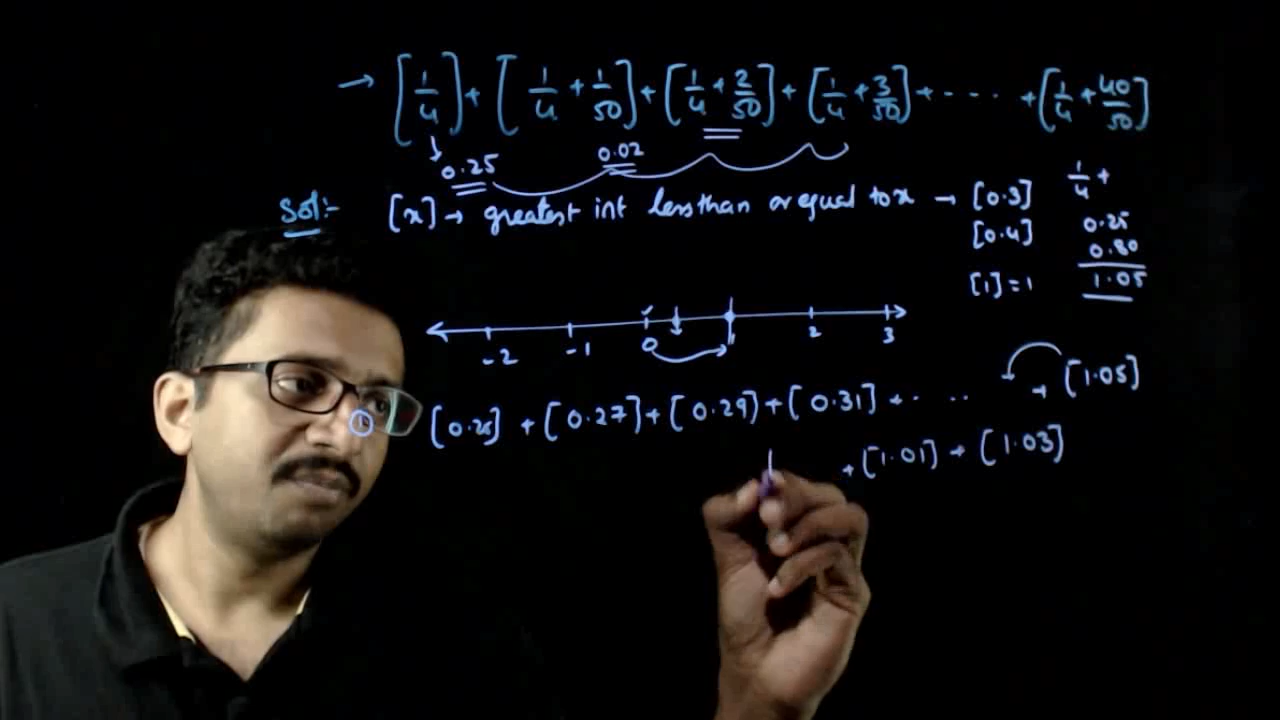 → [1/4] + [1/4 + 1/50] + [1/4 + 2/50] + [1/4 + 3/50] + ···· + [1/4 + 40/50]
0.25 0.02
Sol:- [x] → greatest int less than or equal to x → [0.3]
[0.4]
[1] = 1
1/4 +
0.25
0.80
1.05
-2 -1 0 1 2 3
① [0.25] + [0.27] + [0.29] + [0.31] + ···· + [1.05]
+ [1.01] + [1.03]